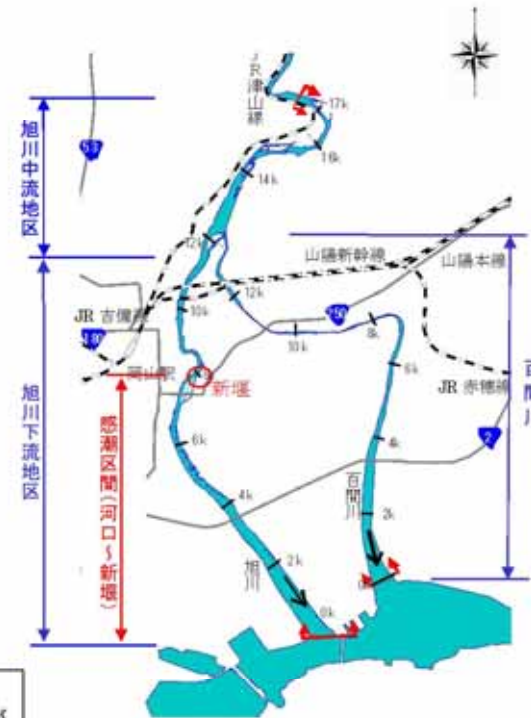 JR津山線
17k
16k
14k
旭川中流地区
53
12k
山陽新幹線
山陽本線
12k
JR 吉備線
10k
250
180
10k
8k
岡山駅
新堰
6k
JR 赤穂線
百間川
旭川下流地区
感潮区間(河口~新堰)
6k
4k
2
4k
百間川
2k
旭川
2k
0k